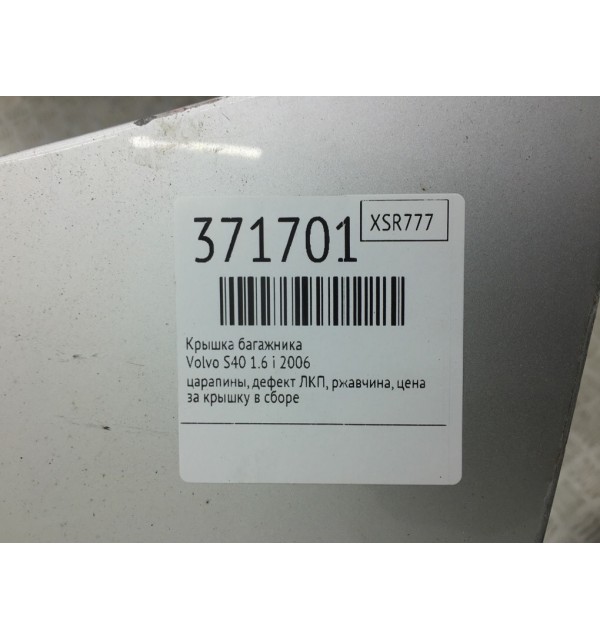 371701
XSR777
Крышка багажника
Volvo S40 1.6 i 2006
царапины, дефект ЛКП, ржавчина, цена
за крышку в сборе